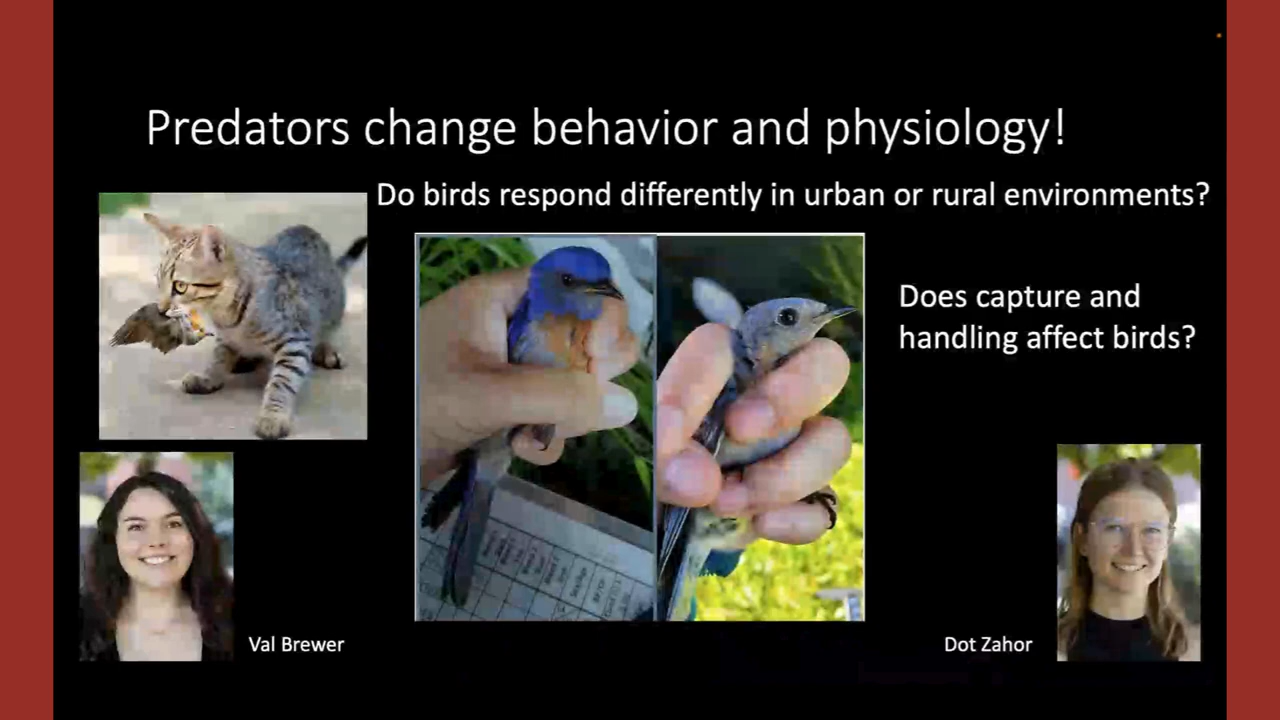 Predators change behavior and physiology!
Do birds respond differently in urban or rural environments?
Does capture and
handling affect birds?
Val Brewer
Dot Zahor